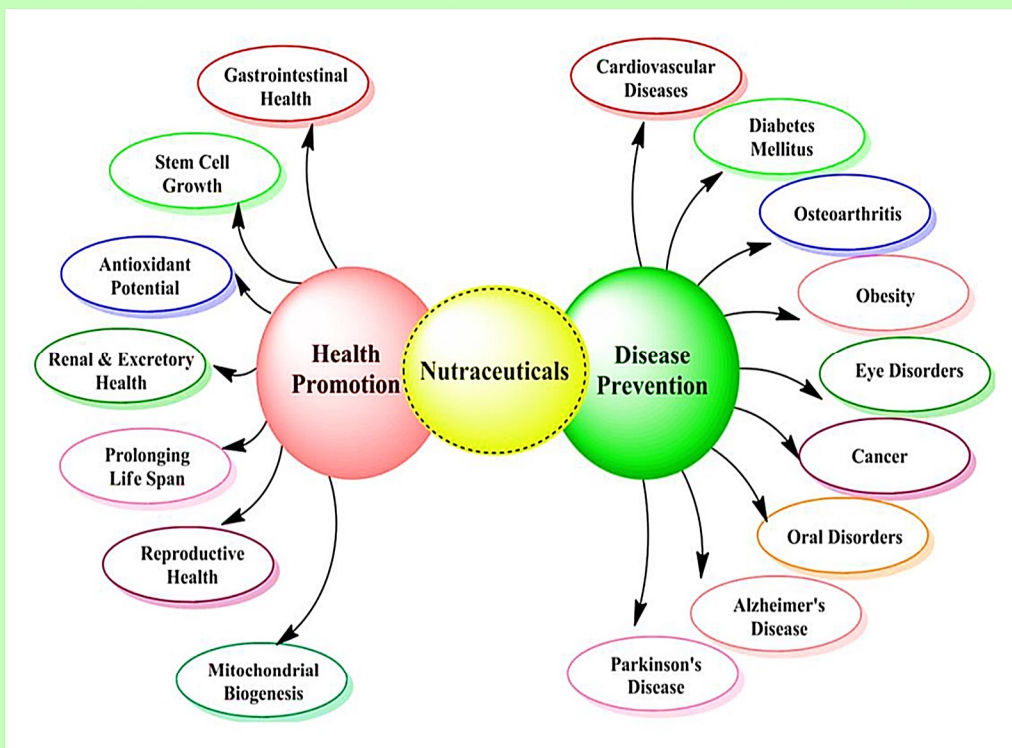 Gastrointestinal
Health
Stem Cell
Growth
Antioxidant
Potential
Renal & Excretory
Health
Prolonging
Life Span
Reproductive
Health
Mitochondrial
Biogenesis
Health
Promotion
Nutraceuticals
Disease
Prevention
Cardiovascular
Diseases
Diabetes
Mellitus
Osteoarthritis
Obesity
Eye Disorders
Cancer
Oral Disorders
Alzheimer's
Disease
Parkinson's
Disease